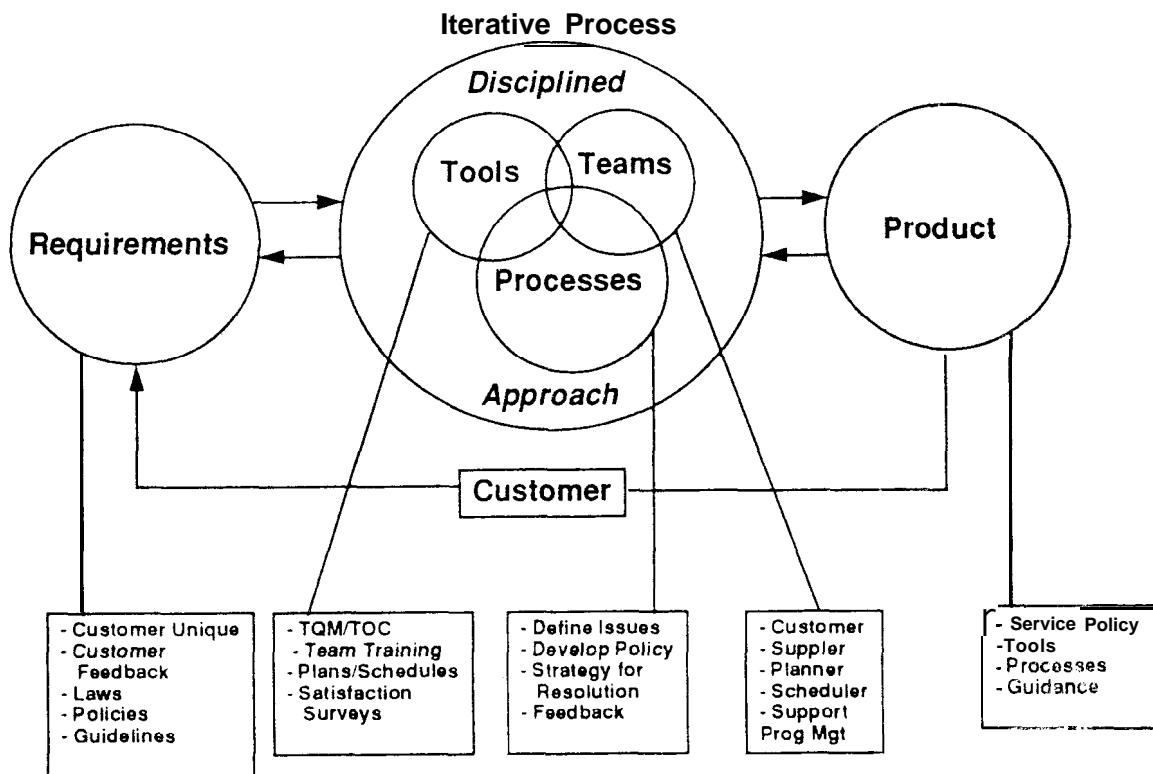 Iterative Process
Disciplined
Tools
Teams
Requirements
Processes
Product
Approach
Customer
- Customer Unique
- Customer
Feedback
- Laws
- Policies
- Guidelines
- TQM/TOC
- Team Training
- Plans/Schedules
- Satisfaction
Surveys
- Define Issues
- Develop Policy
- Strategy for
Resolution
- Feedback
- Customer
- Suppler
- Planner
- Scheduler
- Support
Prog Mgt
- Service Policy
-Tools
- Processes
- Guidance